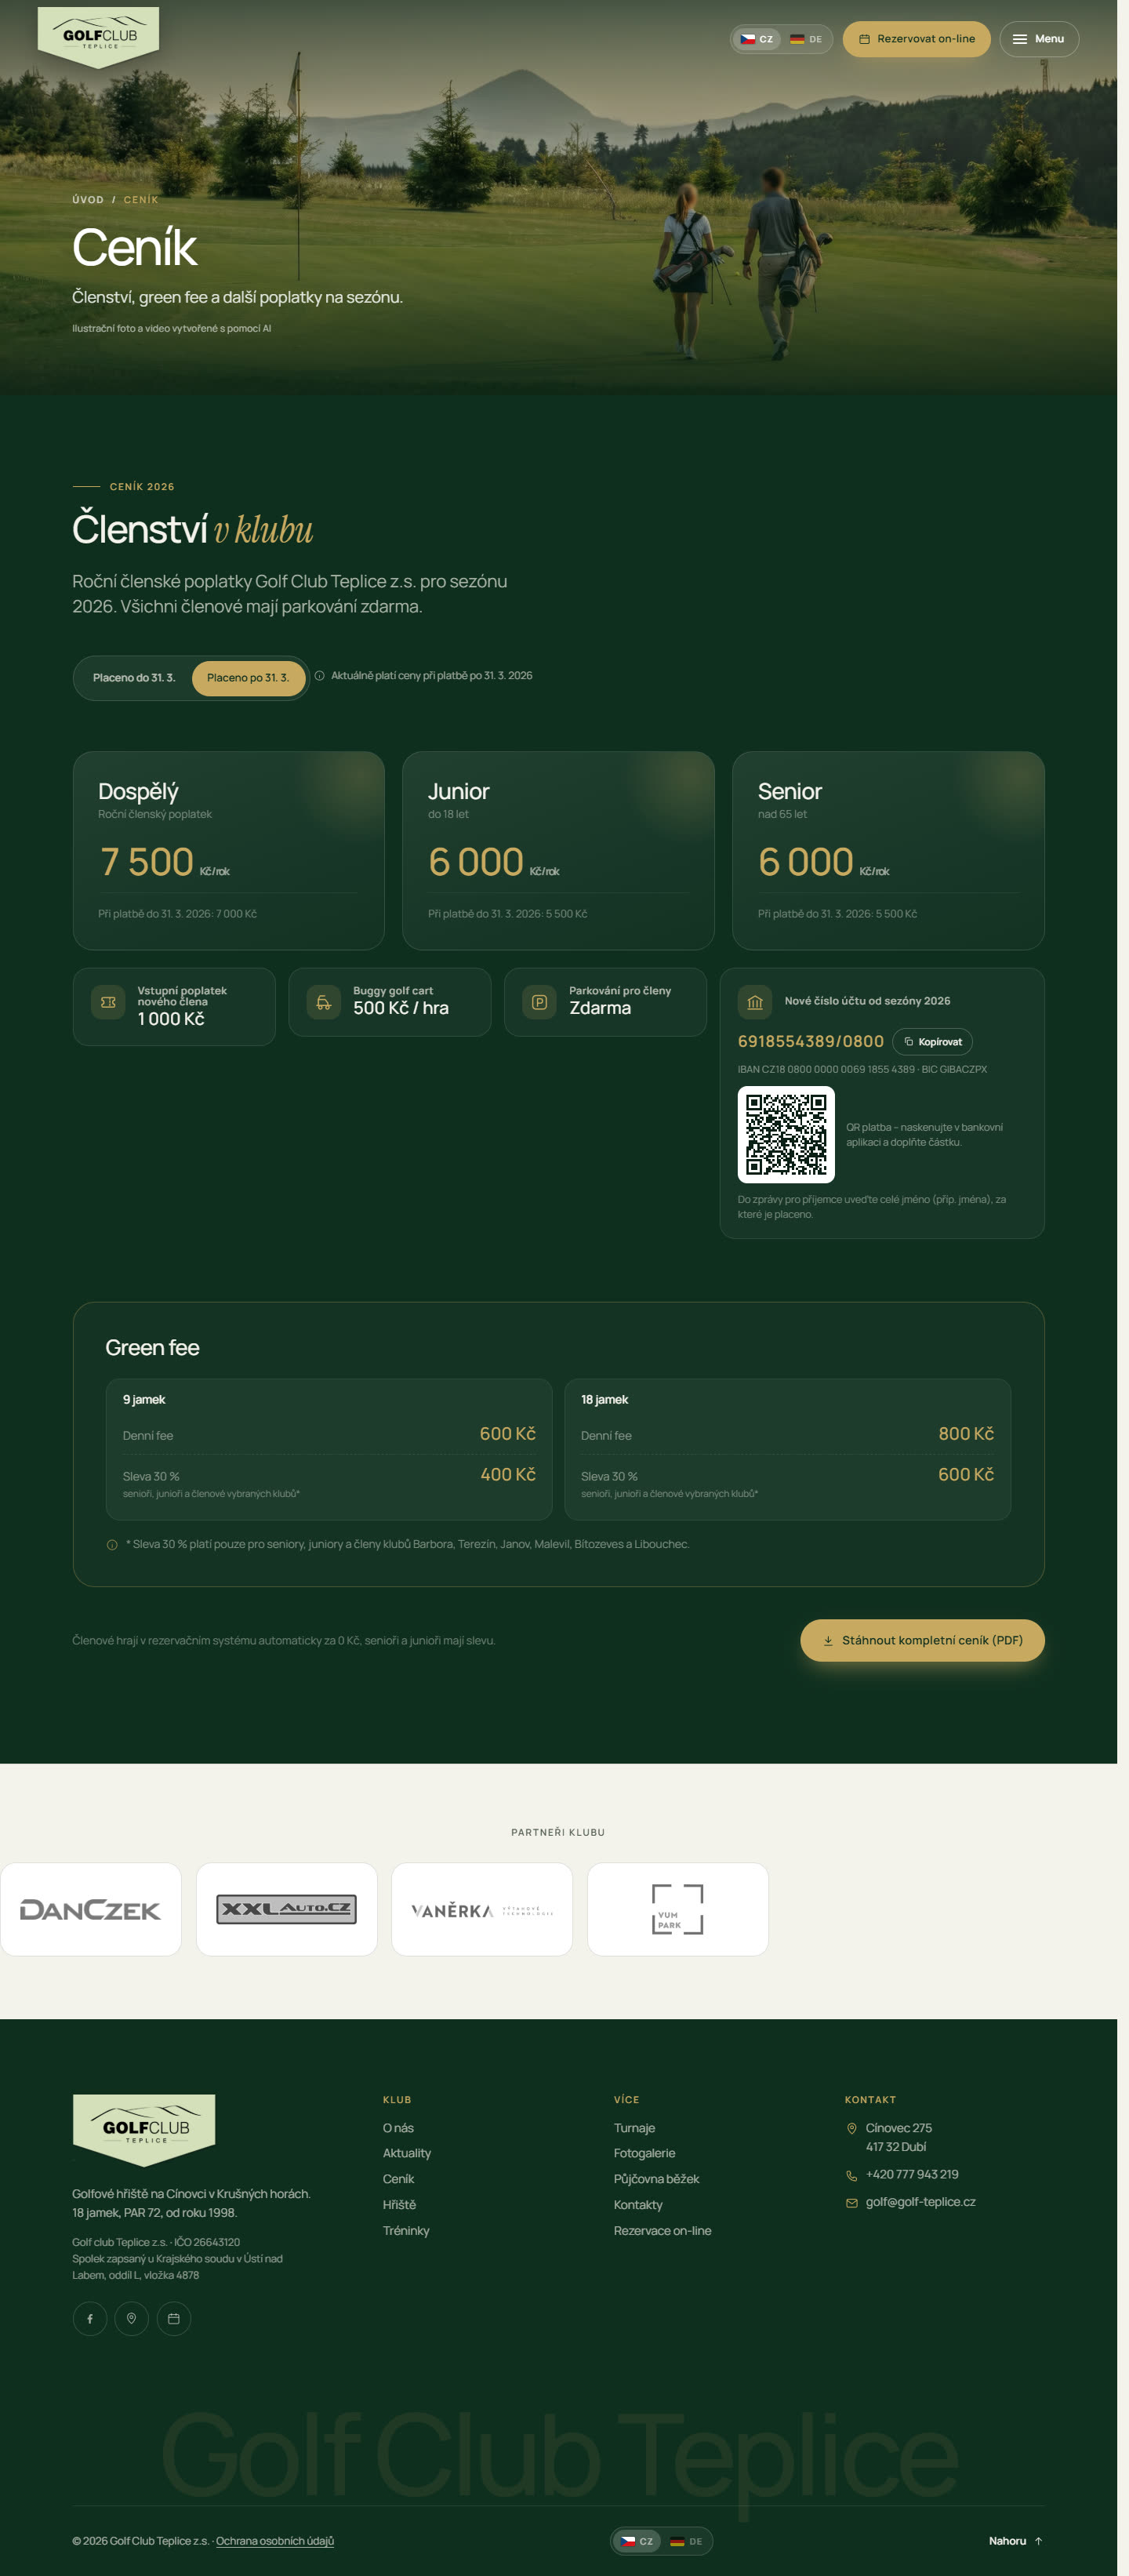 GOLFCLUB
TEPLICE
CZ
DE
Rezervovat on-line
Menu
ÚVOD / CENÍK
Ceník
Členství, green fee a další poplatky na sezónu.
Ilustrační foto a video vytvořené s pomocí AI
CENÍK 2026
Členství v klubu
Roční členské poplatky Golf Club Teplice z.s. pro sezónu
2026. Všichni členové mají parkování zdarma.
Placeno do 31. 3.
Placeno po 31. 3.
Aktuálně platí ceny při platbě po 31. 3. 2026
Dospělý
Roční členský poplatek
7 500 Kč/rok
Při platbě do 31. 3. 2026: 7 000 Kč
Junior
do 18 let
6 000 Kč/rok
Při platbě do 31. 3. 2026: 5 500 Kč
Senior
nad 65 let
6 000 Kč/rok
Při platbě do 31. 3. 2026: 5 500 Kč
Vstupní poplatek
nového člena
1 000 Kč
Buggy golf cart
500 Kč / hra
Parkování pro členy
Zdarma
Nové číslo účtu od sezóny 2026
6918554389/0800
Kopírovat
IBAN CZ18 0800 0000 0069 1855 4389 · BIC GIBACZPX
QR platba – naskenujte v bankovní
aplikaci a doplňte částku.
Do zprávy pro příjemce uveďte celé jméno (příp. jména), za
které je placeno.
Green fee
9 jamek
Denní fee
600 Kč
Sleva 30 %
400 Kč
senioři, junioři a členové vybraných klubů*
18 jamek
Denní fee
800 Kč
Sleva 30 %
600 Kč
senioři, junioři a členové vybraných klubů*
* Sleva 30 % platí pouze pro seniory, juniory a členy klubů Barbora, Terezín, Janov, Malevil, Bítozeves a Libouchec.
Členové hrají v rezervačním systému automaticky za 0 Kč, senioři a junioři mají slevu.
Stáhnout kompletní ceník (PDF)
PARTNEŘI KLUBU
DANCZEK
XXL AUTO.CZ
VANĚRKA VÝTAHOVÉ
TECHNOLOGIE
VUM
PARK
GOLFCLUB
TEPLICE
Golfové hřiště na Cínovci v Krušných horách.
18 jamek, PAR 72, od roku 1998.
Golf club Teplice z.s. · IČO 26643120
Spolek zapsaný u Krajského soudu v Ústí nad
Labem, oddíl L, vložka 4878
KLUB
O nás
Aktuality
Ceník
Hřiště
Tréninky
VÍCE
Turnaje
Fotogalerie
Půjčovna běžek
Kontakty
Rezervace on-line
KONTAKT
Cínovec 275
417 32 Dubí
+420 777 943 219
golf@golf-teplice.cz
Golf Club Teplice
© 2026 Golf Club Teplice z.s. · Ochrana osobních údajů
CZ
DE
Nahoru